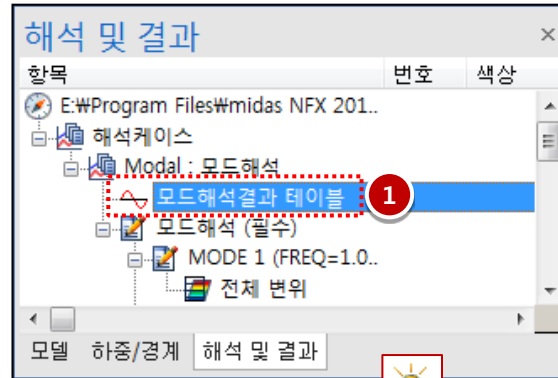 해석 및 결과
항목 번호 색상
E:₩Program Files₩midas NFX 201..
해석케이스
Modal : 모드해석
모드해석결과 테이블 1
모드해석 (필수)
MODE 1 (FREQ=1.0..
전체 변위
모델 하중/경계 해석 및 결과